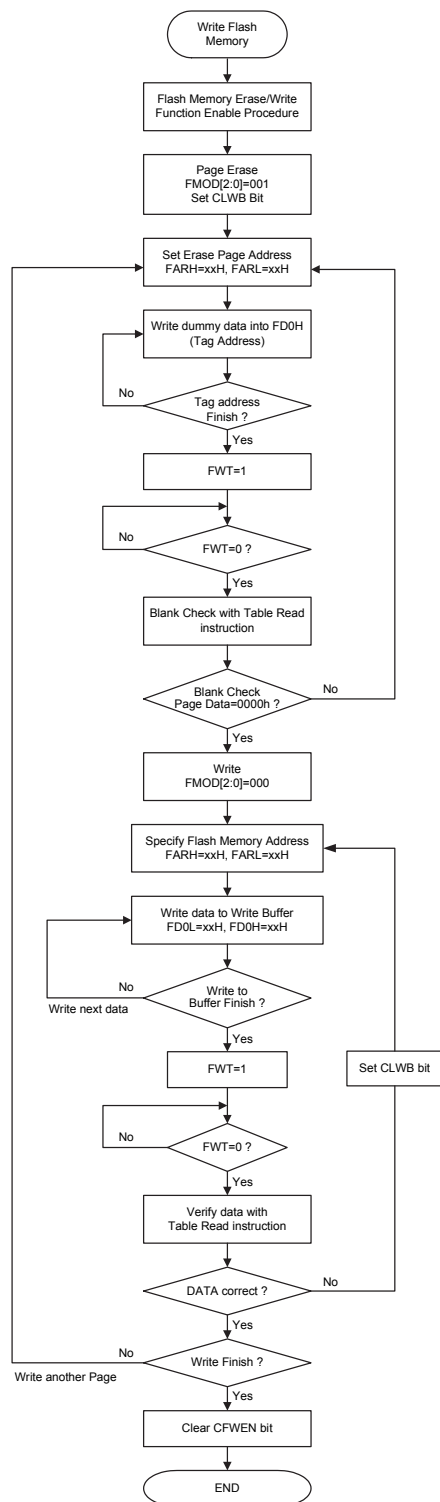 Write Flash
Memory
Flash Memory Erase/Write
Function Enable Procedure
Page Erase
FMOD[2:0]=001
Set CLWB Bit
Set Erase Page Address
FARH=xxH, FARL=xxH
Write dummy data into FD0H
(Tag Address)
No
Tag address
Finish ?
Yes
FWT=1
No
FWT=0 ?
Yes
Blank Check with Table Read
instruction
Blank Check
Page Data=0000h ?
No
Yes
Write
FMOD[2:0]=000
Specify Flash Memory Address
FARH=xxH, FARL=xxH
Write data to Write Buffer
FD0L=xxH, FD0H=xxH
No
Write next data
Write to
Buffer Finish ?
Yes
FWT=1
Set CLWB bit
No
FWT=0 ?
Yes
Verify data with
Table Read instruction
DATA correct ?
No
Yes
No
Write another Page
Write Finish ?
Yes
Clear CFWEN bit
END